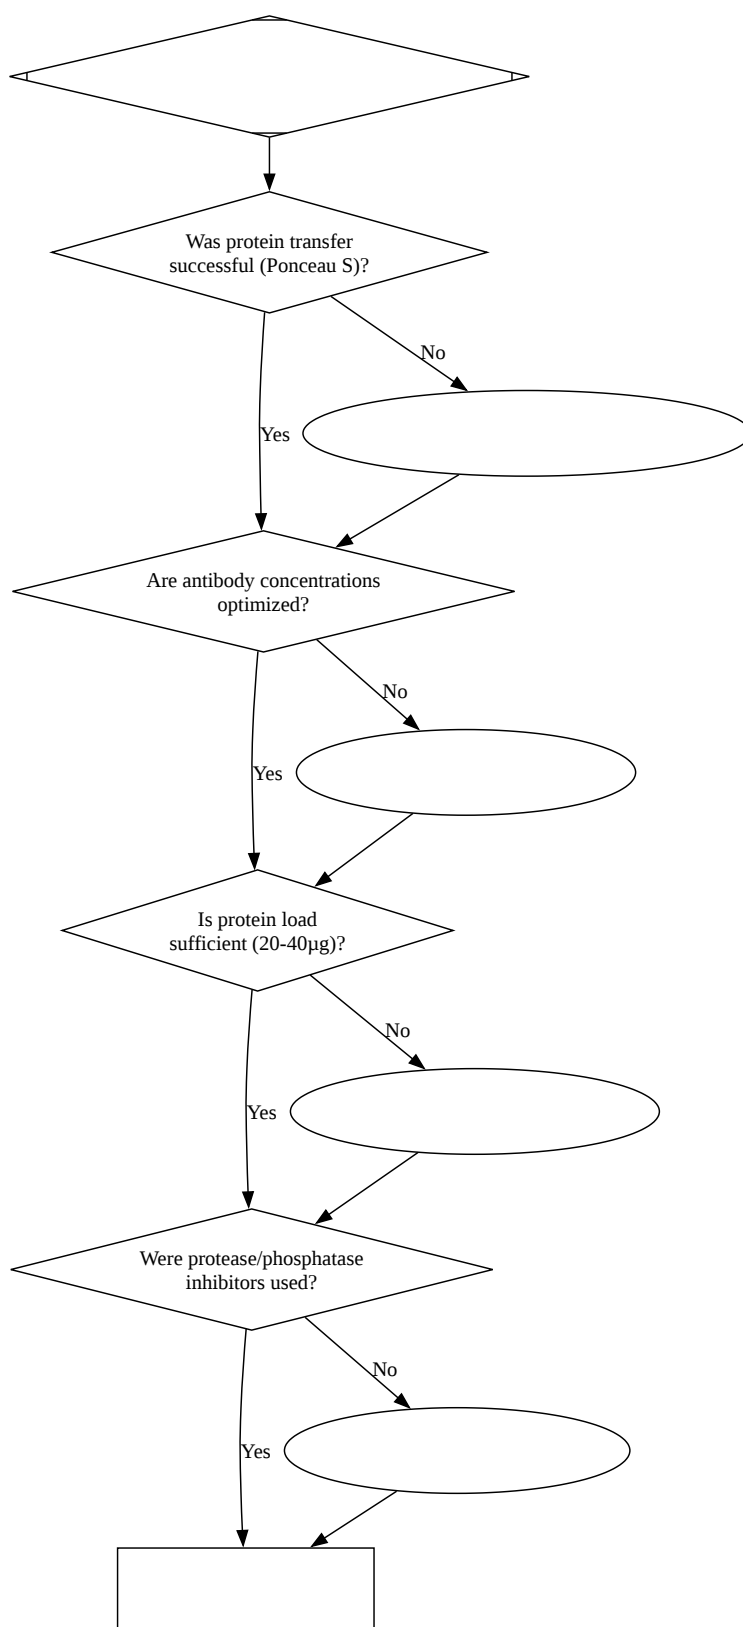 Was protein transfer
successful (Ponceau S)?
No
Yes
Are antibody concentrations
optimized?
No
Yes
Is protein load
sufficient (20-40µg)?
No
Yes
Were protease/phosphatase
inhibitors used?
No
Yes